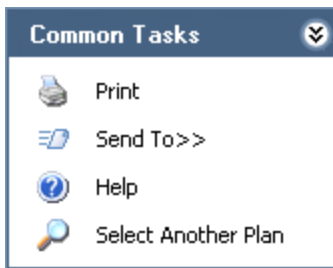 Common Tasks
Print
Send To>>
Help
Select Another Plan